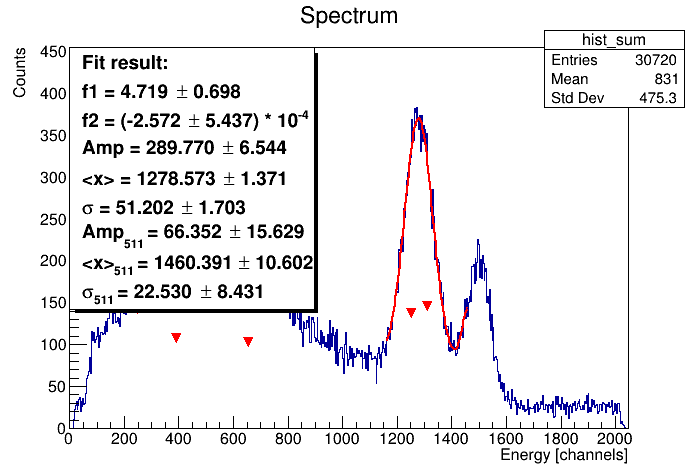 Spectrum
hist_sum
Entries 30720
Mean 831
Std Dev 475.3
Counts
450
400
350
300
250
200
150
100
50
0
Fit result:
f1 = 4.719 ± 0.698
f2 = (-2.572 ± 5.437) * 10^-4
Amp = 289.770 ± 6.544
<x> = 1278.573 ± 1.371
σ = 51.202 ± 1.703
Amp_511 = 66.352 ± 15.629
<x>_511 = 1460.391 ± 10.602
σ_511 = 22.530 ± 8.431
0 200 400 600 800 1000 1200 1400 1600 1800 2000
Energy [channels]